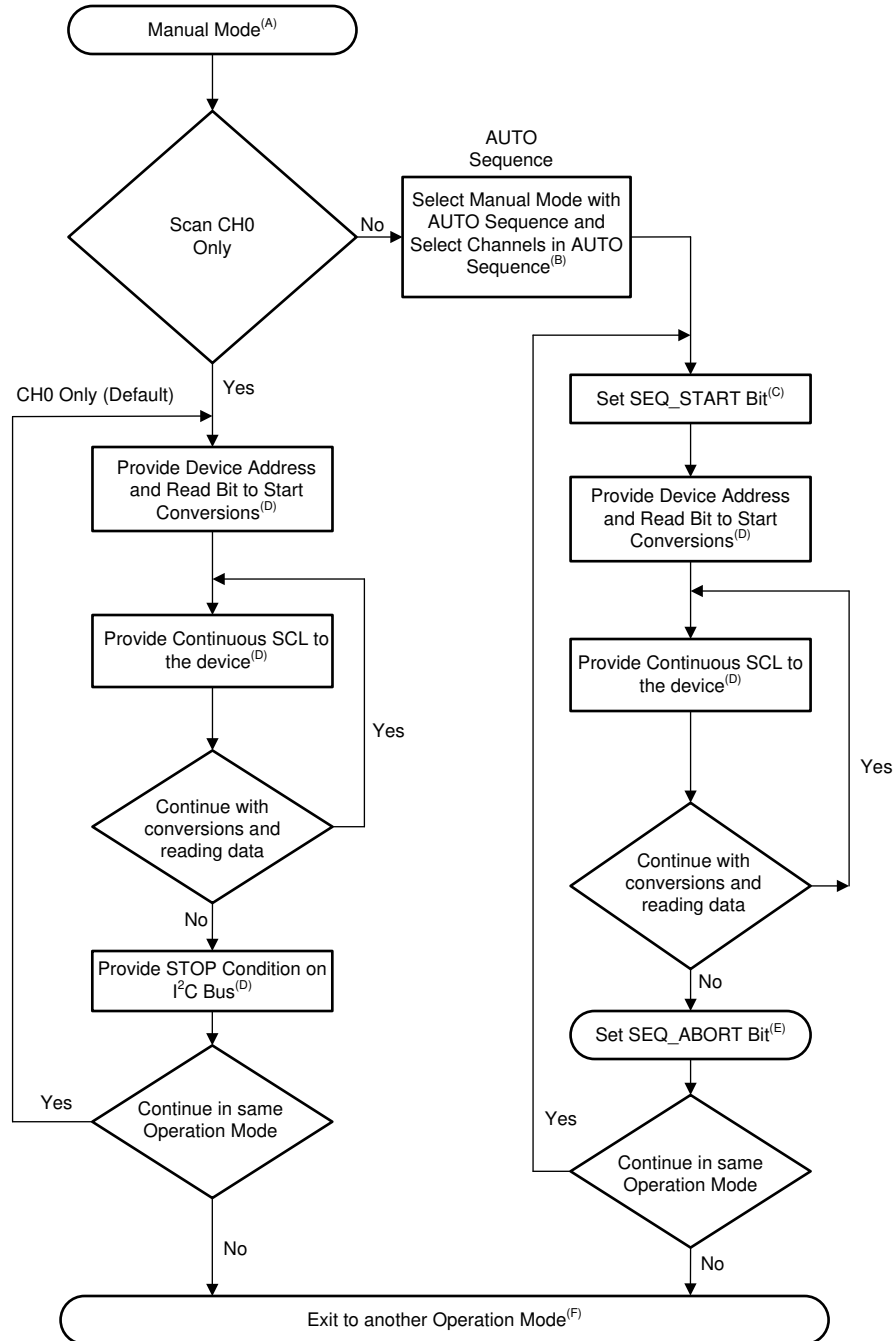 Manual Mode(A)
Scan CH0
Only
No
AUTO
Sequence
Select Manual Mode with
AUTO Sequence and
Select Channels in AUTO
Sequence(B)
Yes
CH0 Only (Default)
Provide Device Address
and Read Bit to Start
Conversions(D)
Provide Continuous SCL to
the device(D)
Yes
Continue with
conversions and
reading data
No
Provide STOP Condition on
I²C Bus(D)
Yes
Continue in same
Operation Mode
No
Set SEQ_START Bit(C)
Provide Device Address
and Read Bit to Start
Conversions(D)
Provide Continuous SCL to
the device(D)
Yes
Continue with
conversions and
reading data
No
Set SEQ_ABORT Bit(E)
Yes
Continue in same
Operation Mode
No
Exit to another Operation Mode(F)